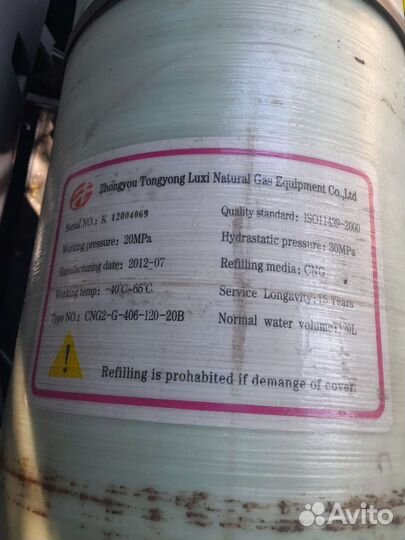 Zhongyou Tongyong Luxi Natural Gas Equipment Co.,Ltd
Serial NO.: K 12004069
Quality standard: ISO11439-2000
Working pressure: 20MPa
Hydrastatic pressure: 30MPa
Manufacturing date: 2012-07
Refilling media: CNG
Working temp: -40℃~65℃
Service Longavity: 15 Years
Type NO.: CNG2-G-406-120-20B
Normal water volume:
Refilling is prohabited if demange of cover.
Avito